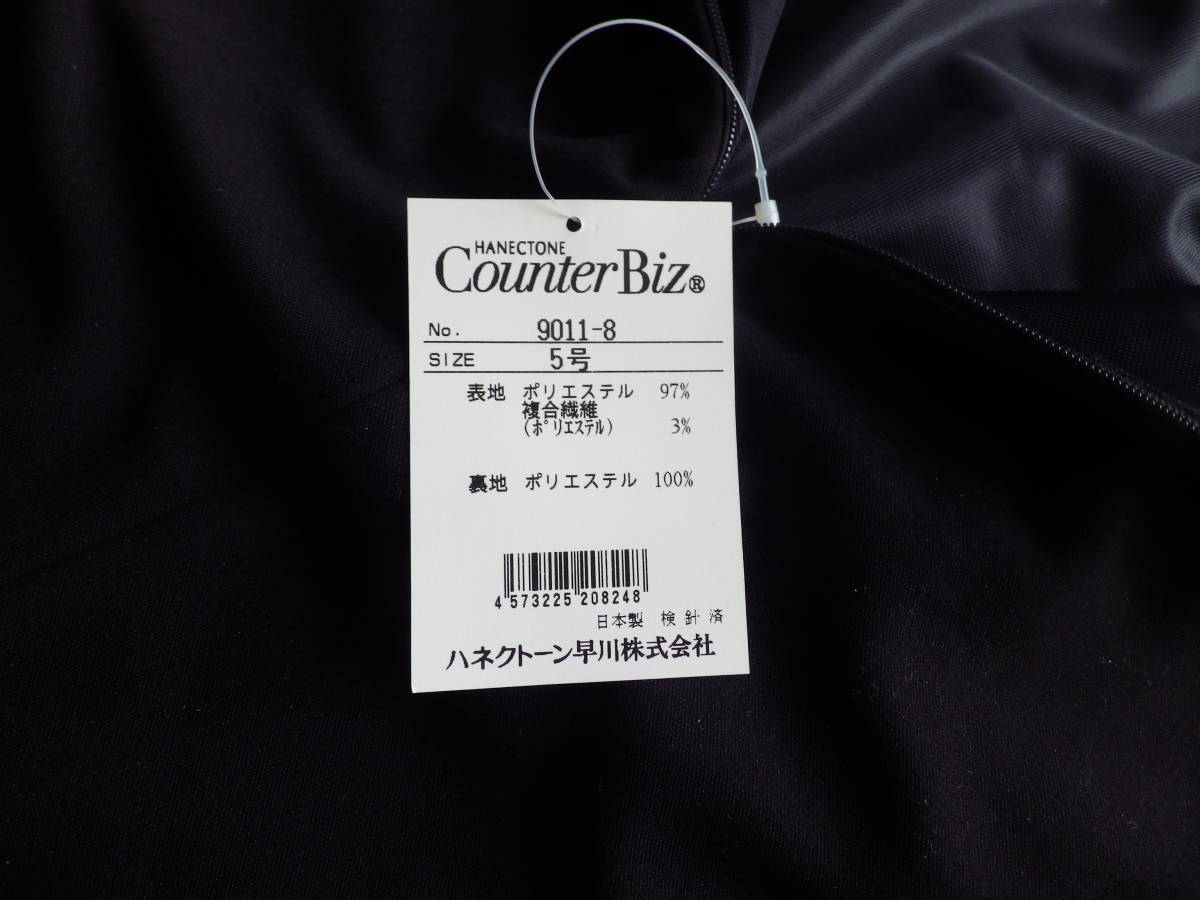 HANECTONE
CounterBiz®
No. 9011-8
SIZE 5号
表地 ポリエステル 97%
複合繊維
(ポリエステル) 3%
裏地 ポリエステル 100%
4 573225 208248
日本製 検針済
ハネクトーン早川株式会社